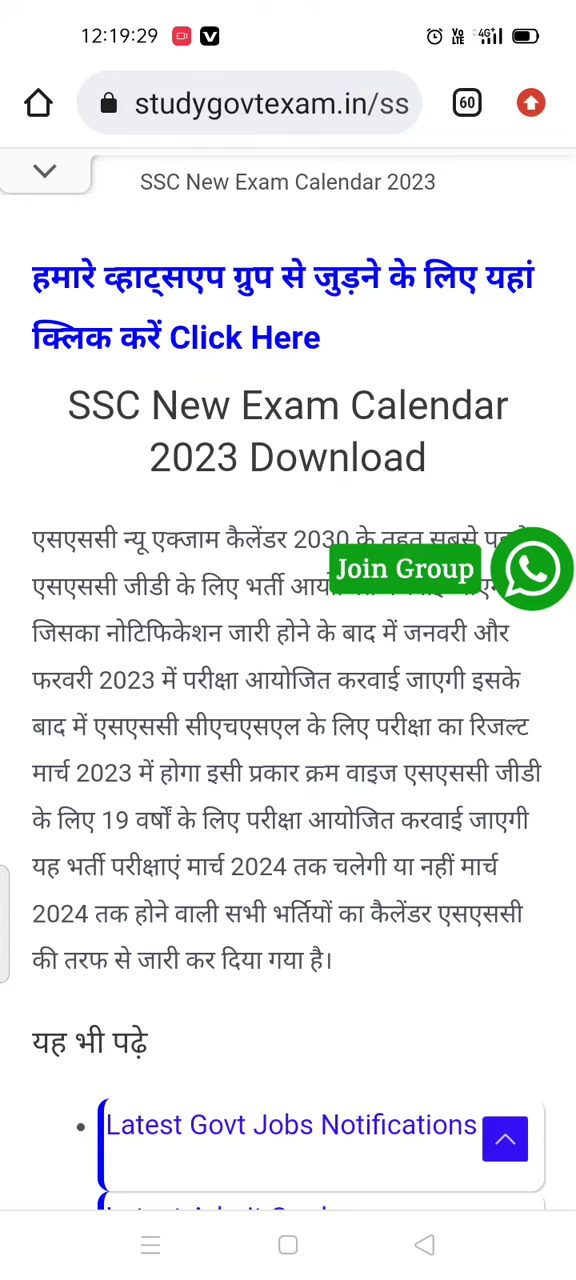 12:19:29
VO LTE 4G+
studygovtexam.in/ss
60
SSC New Exam Calendar 2023
हमारे व्हाट्सएप ग्रुप से जुड़ने के लिए यहां
क्लिक करें Click Here
SSC New Exam Calendar
2023 Download
एसएससी न्यू एक्जाम कैलेंडर 2030 के तहत सबसे
एसएससी जीडी के लिए भर्ती
Join Group
जिसका नोटिफिकेशन जारी होने के बाद में जनवरी और
फरवरी 2023 में परीक्षा आयोजित करवाई जाएगी इसके
बाद में एसएससी सीएचएसएल के लिए परीक्षा का रिजल्ट
मार्च 2023 में होगा इसी प्रकार क्रम वाइज एसएससी जीडी
के लिए 19 वर्षों के लिए परीक्षा आयोजित करवाई जाएगी
यह भर्ती परीक्षाएं मार्च 2024 तक चलेगी या नहीं मार्च
2024 तक होने वाली सभी भर्तियों का कैलेंडर एसएससी
की तरफ से जारी कर दिया गया है।
यह भी पढ़े
Latest Govt Jobs Notifications